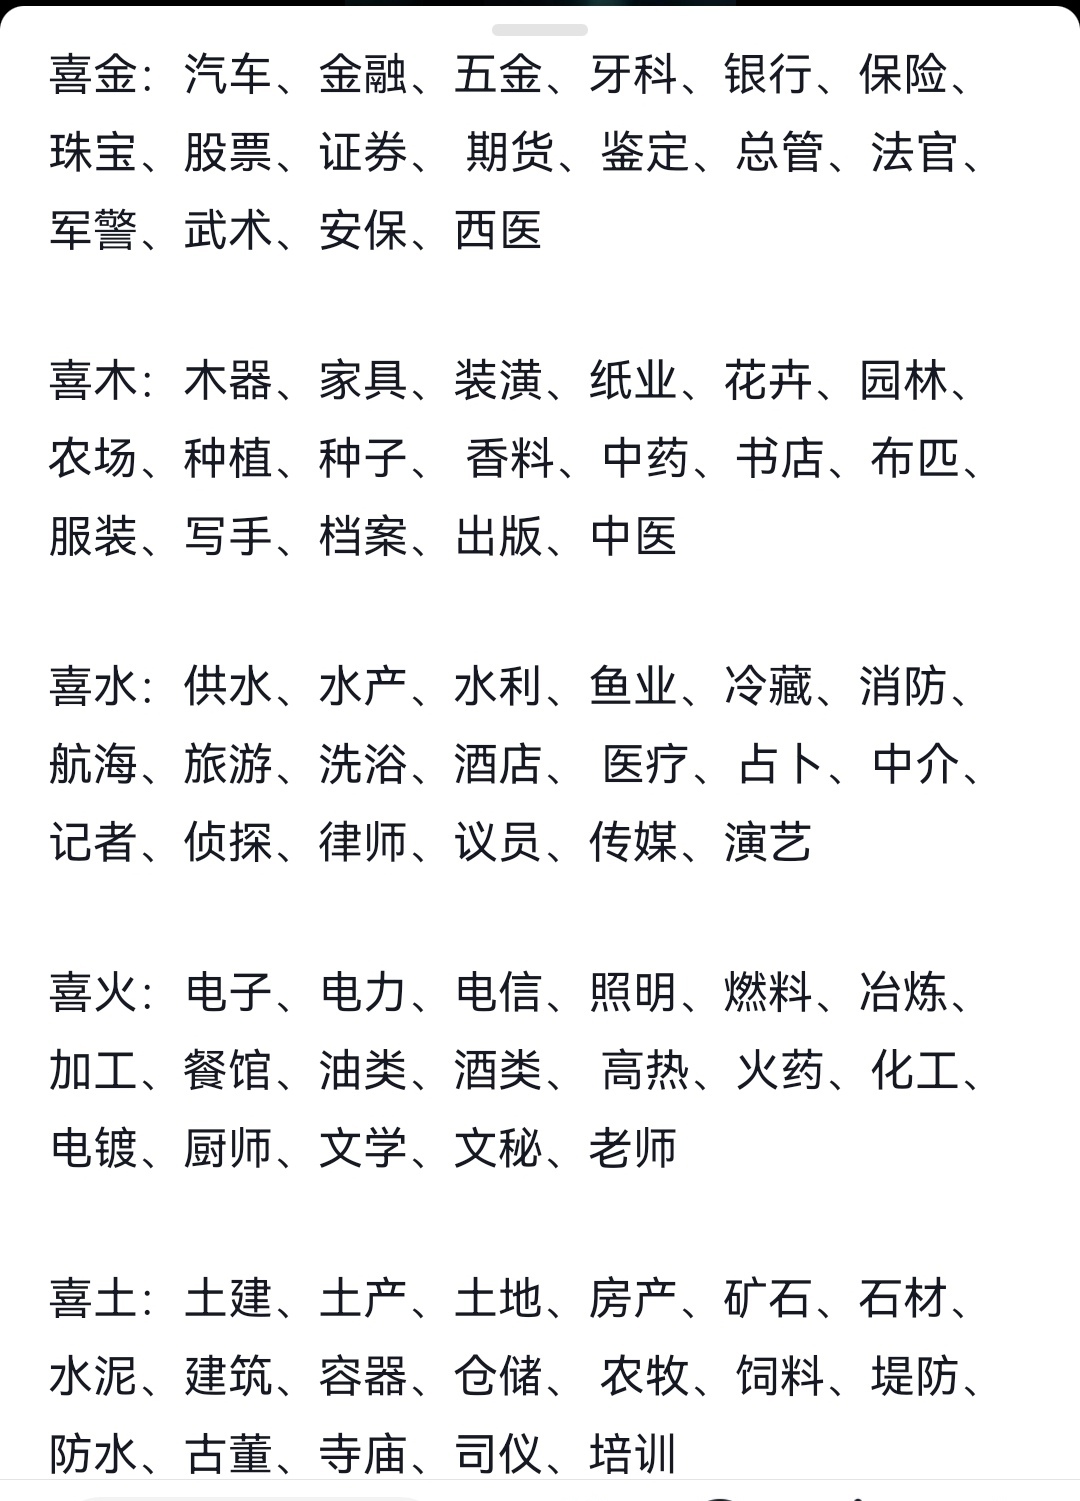 喜金：汽车、金融、五金、牙科、银行、保险、
珠宝、股票、证券、 期货、鉴定、总管、法官、
军警、武术、安保、西医
喜木：木器、家具、装潢、纸业、花卉、园林、
农场、种植、种子、 香料、中药、书店、布匹、
服装、写手、档案、出版、中医
喜水：供水、水产、水利、鱼业、冷藏、消防、
航海、旅游、洗浴、酒店、 医疗、占卜、中介、
记者、侦探、律师、议员、传媒、演艺
喜火：电子、电力、电信、照明、燃料、冶炼、
加工、餐馆、油类、酒类、 高热、火药、化工、
电镀、厨师、文学、文秘、老师
喜土：土建、土产、土地、房产、矿石、石材、
水泥、建筑、容器、仓储、 农牧、饲料、堤防、
防水、古董、寺庙、司仪、培训